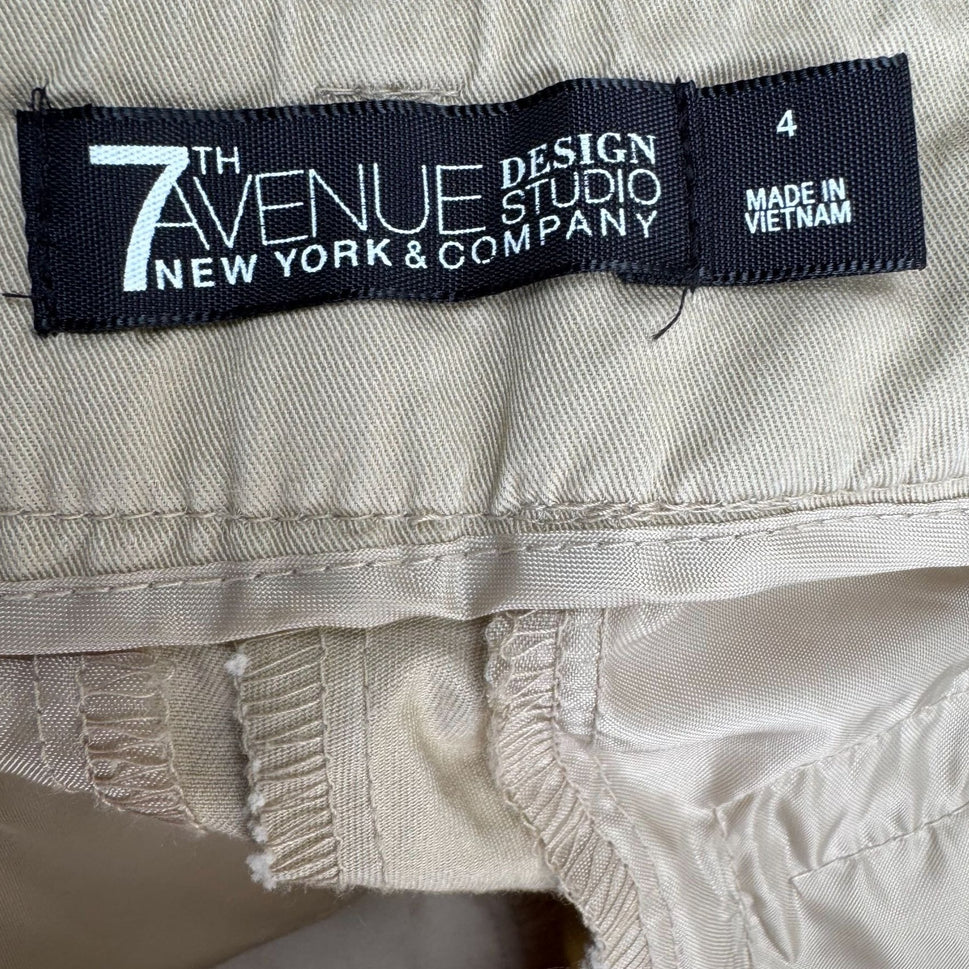 7TH
AVENUE DESIGN
STUDIO
NEW YORK & COMPANY
4
MADE IN
VIETNAM